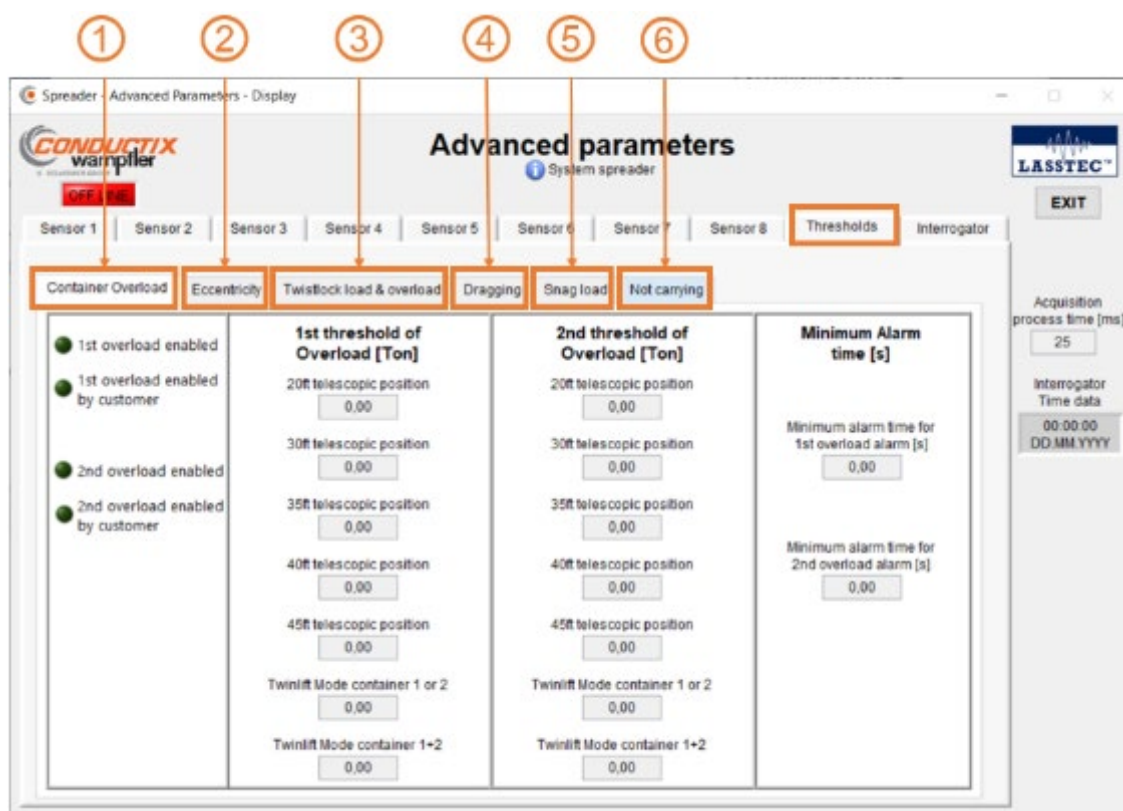 1 2 3 4 5 6
Spreader - Advanced Parameters - Display
CONDUCTIX
wampfler
Advanced parameters
System spreader
LASSTEC™
OFF LINE
EXIT
Sensor 1 Sensor 2 Sensor 3 Sensor 4 Sensor 5 Sensor 6 Sensor 7 Sensor 8 Thresholds Interrogator
Container Overload Eccentricity Twistlock load & overload Dragging Snag load Not carrying
1st overload enabled
1st overload enabled
by customer
2nd overload enabled
2nd overload enabled
by customer
1st threshold of
Overload [Ton]
20ft telescopic position
0,00
30ft telescopic position
0,00
35ft telescopic position
0,00
40ft telescopic position
0,00
45ft telescopic position
0,00
Twinlift Mode container 1 or 2
0,00
Twinlift Mode container 1+2
0,00
2nd threshold of
Overload [Ton]
20ft telescopic position
0,00
30ft telescopic position
0,00
35ft telescopic position
0,00
40ft telescopic position
0,00
45ft telescopic position
0,00
Twinlift Mode container 1 or 2
0,00
Twinlift Mode container 1+2
0,00
Minimum Alarm
time [s]
Minimum alarm time for
1st overload alarm [s]
0,00
Minimum alarm time for
2nd overload alarm [s]
0,00
Acquisition
process time [ms]
25
Interrogator
Time data
00:00:00
DD.MM.YYYY